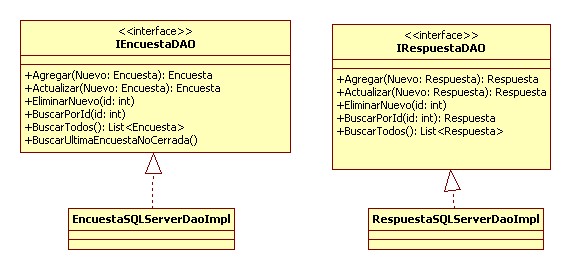 <<interface>>
IEncuestaDAO
+Agregar(Nuevo: Encuesta): Encuesta
+Actualizar(Nuevo: Encuesta): Encuesta
+EliminarNuevo(id: int)
+BuscarPorId(id: int)
+BuscarTodos(): List<Encuesta>
+BuscarUltimaEncuestaNoCerrada()
EncuestaSQLServerDaoImpl
<<interface>>
IRespuestaDAO
+Agregar(Nuevo: Respuesta): Respuesta
+Actualizar(Nuevo: Respuesta): Respuesta
+EliminarNuevo(id: int)
+BuscarPorId(id: int): Respuesta
+BuscarTodos(): List<Respuesta>
RespuestaSQLServerDaoImpl